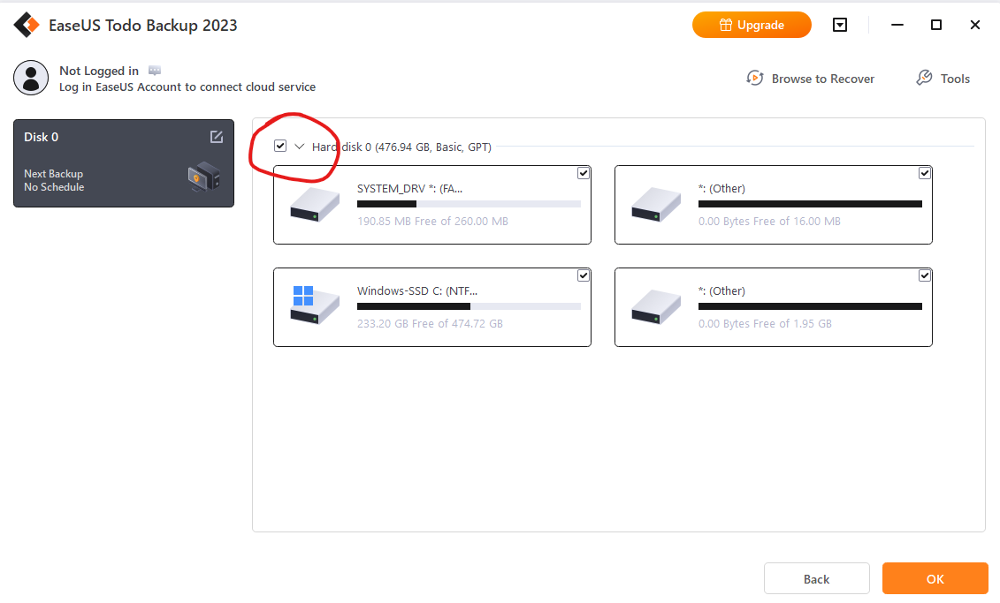 EaseUS Todo Backup 2023
Upgrade
Not Logged in
Log in EaseUS Account to connect cloud service
Browse to Recover
Tools
Disk 0
Next Backup
No Schedule
Hard disk 0 (476.94 GB, Basic, GPT)
SYSTEM_DRV *: (FA...
190.85 MB Free of 260.00 MB
*: (Other)
0.00 Bytes Free of 16.00 MB
Windows-SSD C: (NTF...
233.20 GB Free of 474.72 GB
*: (Other)
0.00 Bytes Free of 1.95 GB
Back
OK